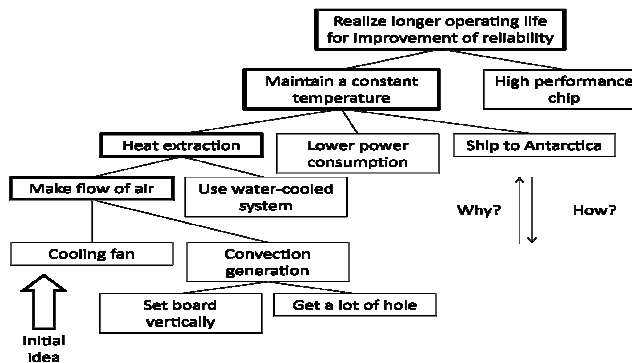 Realize longer operating life
for improvement of reliability
Maintain a constant
temperature
High performance
chip
Heat extraction
Lower power
consumption
Ship to Antarctica
Make flow of air
Use water-cooled
system
Why?
How?
Cooling fan
Convection
generation
Set board
vertically
Get a lot of hole
Initial
idea